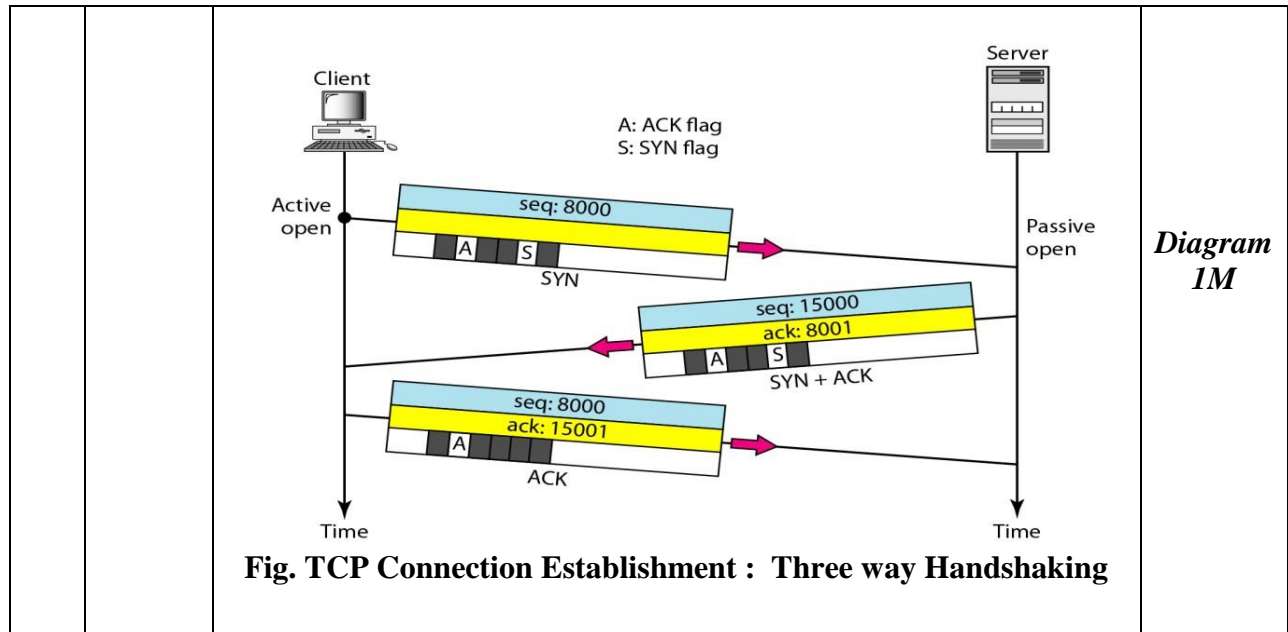 Client
Server
A: ACK flag
S: SYN flag
Active
open
seq: 8000
A S
SYN
Passive
open
Diagram
1M
seq: 15000
ack: 8001
A S
SYN + ACK
seq: 8000
ack: 15001
A
ACK
Time
Time
Fig. TCP Connection Establishment : Three way Handshaking